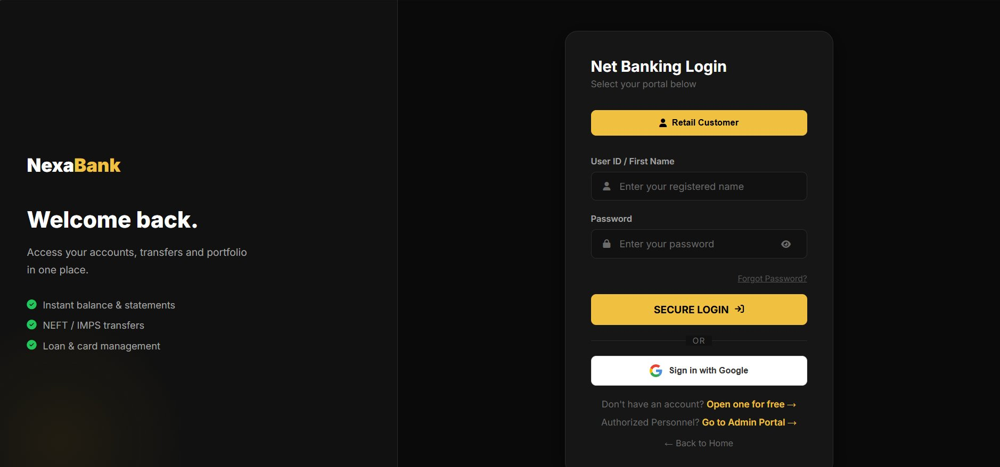 NexaBank
Welcome back.
Access your accounts, transfers and portfolio
in one place.
Instant balance & statements
NEFT / IMPS transfers
Loan & card management
Net Banking Login
Select your portal below
Retail Customer
User ID / First Name
Enter your registered name
Password
Enter your password
Forgot Password?
SECURE LOGIN
OR
Sign in with Google
Don't have an account? Open one for free →
Authorized Personnel? Go to Admin Portal →
← Back to Home